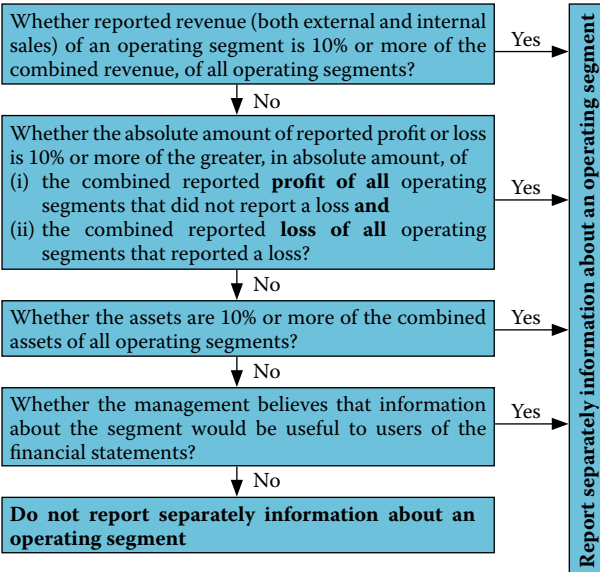 Whether reported revenue (both external and internal
sales) of an operating segment is 10% or more of the
combined revenue, of all operating segments?
Yes
No
Whether the absolute amount of reported profit or loss
is 10% or more of the greater, in absolute amount, of
(i) the combined reported profit of all operating
segments that did not report a loss and
(ii) the combined reported loss of all operating
segments that reported a loss?
Yes
No
Whether the assets are 10% or more of the combined
assets of all operating segments?
Yes
No
Whether the management believes that information
about the segment would be useful to users of the
financial statements?
Yes
No
Do not report separately information about an
operating segment
Report separately information about an operating segment